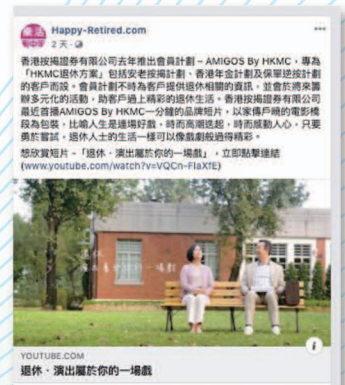 樂活
Happy-Retired.com
2 天 ·
香港按揭證券有限公司去年推出會員計劃 – AMIGOS By HKMC，專為
「HKMC退休方案」包括安老按揭計劃、香港年金計劃及保單逆按計劃
的客戶而設。會員計劃不時為客戶提供退休相關的資訊，並會於將來籌
辦多元化的活動，助客戶過上精彩的退休生活。香港按揭證券有限公司
最近首播AMIGOS By HKMC一分鐘的品牌短片，以家傳戶曉的電影橋
段為包裝，比喻人生是連場好戲，時而高潮迭起，時而感動人心，只要
勇於嘗試，退休人士的生活一樣可以像戲劇般過得精彩。
想欣賞短片 –「退休．演出屬於你的一場戲」，立即點擊連結
(www.youtube.com/watch?v=VQCn-FIaXfE)
退休
YOUTUBE.COM
退休．演出屬於你的一場戲